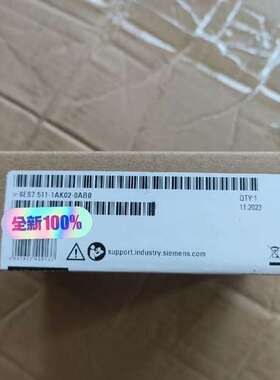 6ES7 511-1AK02-0AB0
QTY:1
11.2023
全新100%
support.industry.siemens.com